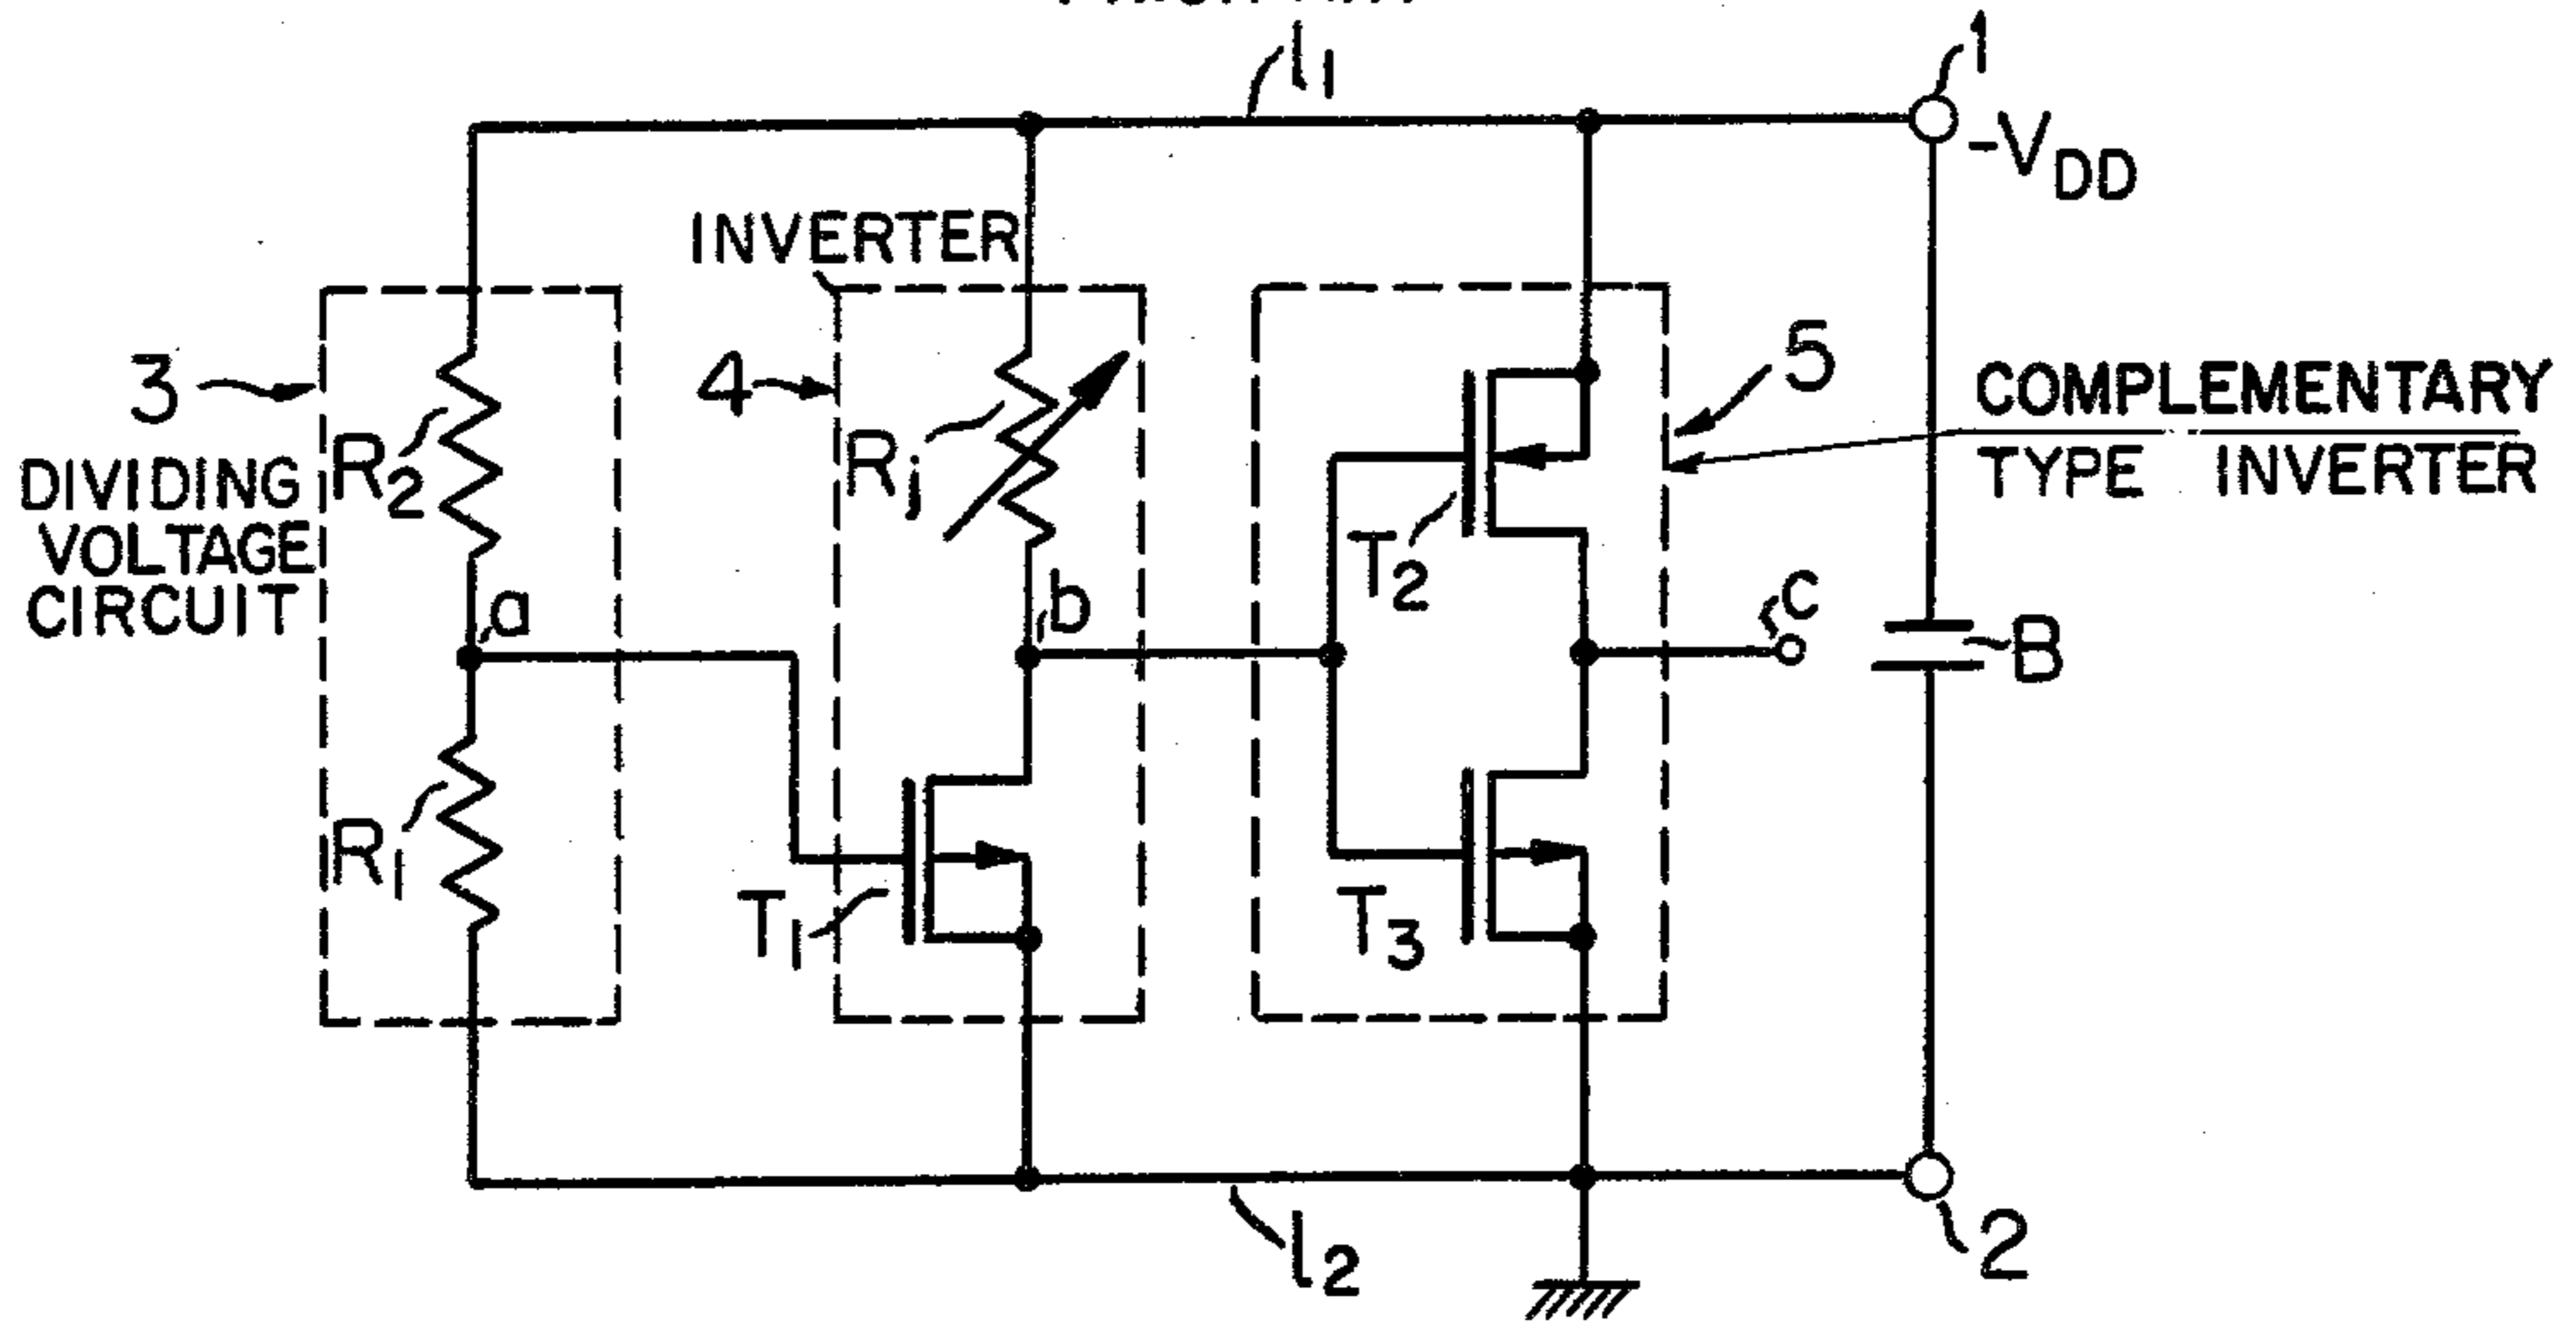 l1
1
-VDD
INVERTER
3
DIVIDING
VOLTAGE
CIRCUIT
R2
4
Rj
5
COMPLEMENTARY
TYPE INVERTER
T2
a
b
c
B
R1
T1
T3
l2
2